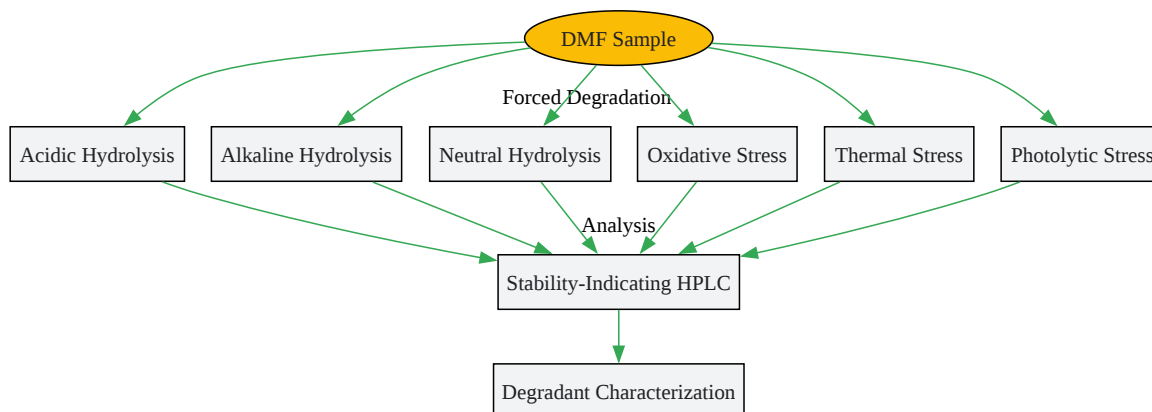 DMF Sample
Forced Degradation
Acidic Hydrolysis
Alkaline Hydrolysis
Neutral Hydrolysis
Oxidative Stress
Thermal Stress
Photolytic Stress
Analysis
Stability-Indicating HPLC
Degradant Characterization